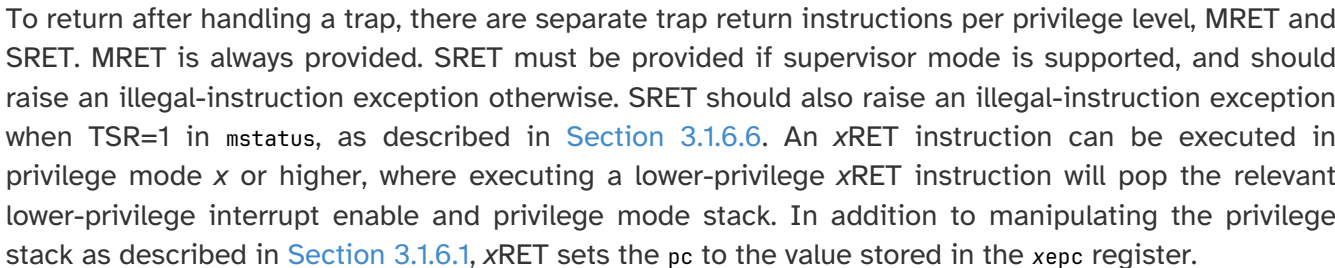 To return after handling a trap, there are separate trap return instructions per privilege level, MRET and
SRET. MRET is always provided. SRET must be provided if supervisor mode is supported, and should
raise an illegal-instruction exception otherwise. SRET should also raise an illegal-instruction exception
when TSR=1 in mstatus, as described in Section 3.1.6.6. An xRET instruction can be executed in
privilege mode x or higher, where executing a lower-privilege xRET instruction will pop the relevant
lower-privilege interrupt enable and privilege mode stack. In addition to manipulating the privilege
stack as described in Section 3.1.6.1, xRET sets the pc to the value stored in the xepc register.